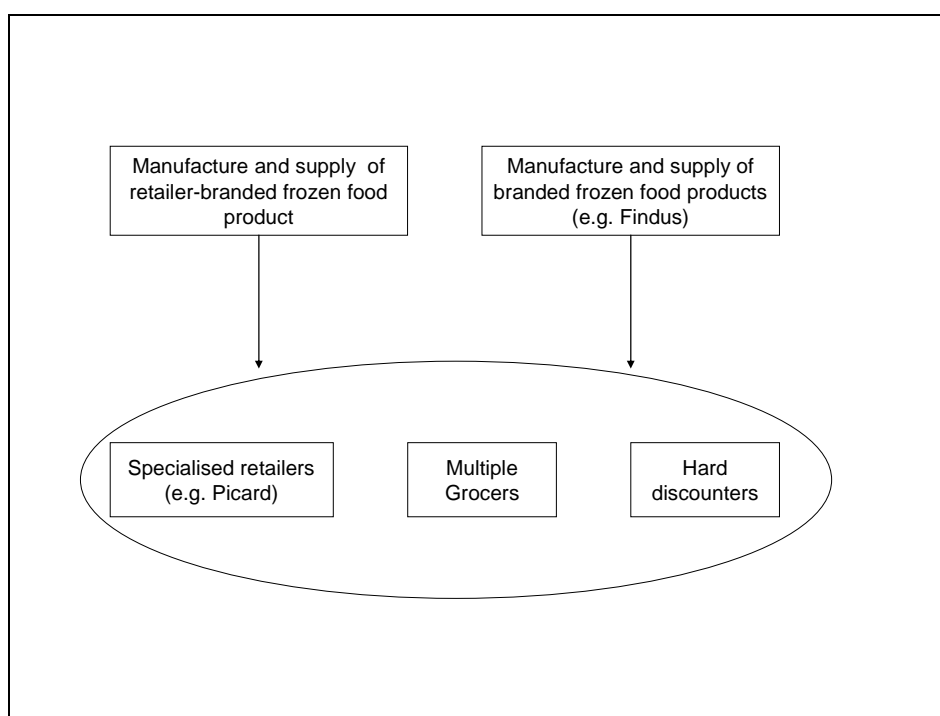 Manufacture and supply of
retailer-branded frozen food
product
Manufacture and supply of
branded frozen food products
(e.g. Findus)
Specialised retailers
(e.g. Picard)
Multiple
Grocers
Hard
discounters